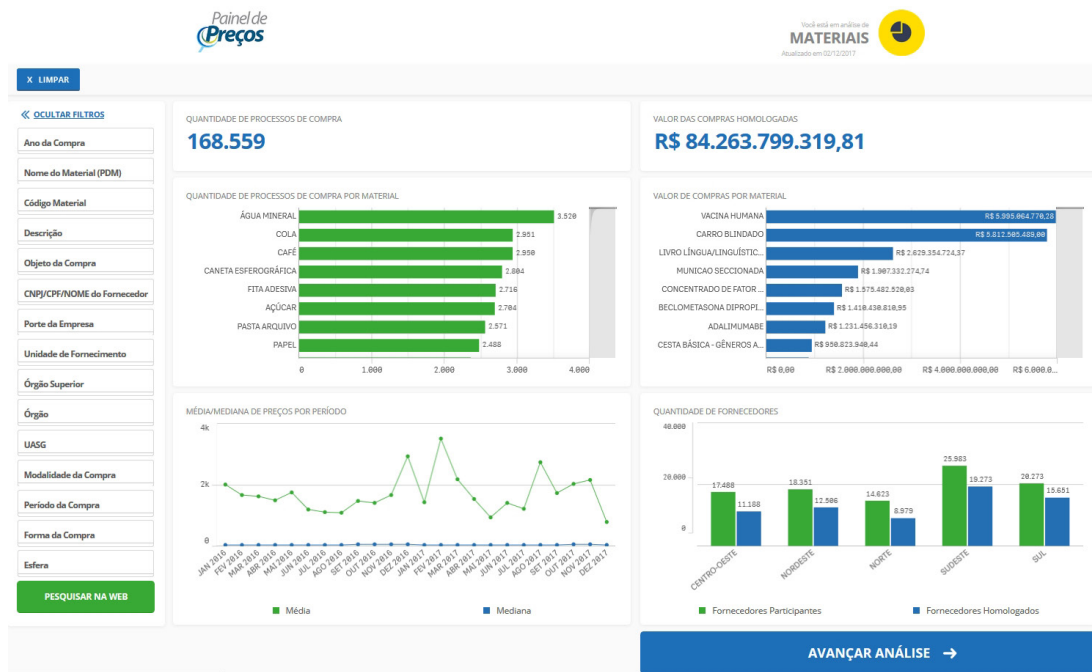 Painel de
Preços
Você está em análise de
MATERIAIS
Atualizado em 02/12/2017
X LIMPAR
OCULTAR FILTROS
Ano da Compra
Nome do Material (PDM)
Código Material
Descrição
Objeto da Compra
CNPJ/CPF/NOME do Fornecedor
Porte da Empresa
Unidade de Fornecimento
Órgão Superior
Órgão
UASG
Modalidade da Compra
Período da Compra
Forma da Compra
Esfera
PESQUISAR NA WEB
QUANTIDADE DE PROCESSOS DE COMPRA
168.559
VALOR DAS COMPRAS HOMOLOGADAS
R$ 84.263.799.319,81
QUANTIDADE DE PROCESSOS DE COMPRA POR MATERIAL
ÁGUA MINERAL 3.520
COLA 2.951
CAFÉ 2.950
CANETA ESFEROGRÁFICA 2.804
FITA ADESIVA 2.716
AÇÚCAR 2.704
PASTA ARQUIVO 2.571
PAPEL 2.488
0 1.000 2.000 3.000 4.000
VALOR DE COMPRAS POR MATERIAL
VACINA HUMANA R$ 5.995.064.770,28
CARRO BLINDADO R$ 5.812.505.489,00
LIVRO LÍNGUA/LINGUÍSTIC... R$ 2.629.354.724,37
MUNICAO SECCIONADA R$ 1.907.332.274,74
CONCENTRADO DE FATOR ... R$ 1.575.482.520,03
BECLOMETASONA DIPROPI... R$ 1.410.430.810,95
ADALIMUMABE R$ 1.231.456.310,19
CESTA BÁSICA - GÊNEROS A... R$ 950.823.940,44
R$ 0,00 R$ 2.000.000.000,00 R$ 4.000.000.000,00 R$ 6.000.0...
MÉDIA/MEDIANA DE PREÇOS POR PERÍODO
4k
2k
0
JAN 2016 FEV 2016 MAR 2016 ABR 2016 MAI 2016 JUN 2016 JUL 2016 AGO 2016 SET 2016 OUT 2016 NOV 2016 DEZ 2016 JAN 2017 FEV 2017 MAR 2017 ABR 2017 MAI 2017 JUN 2017 JUL 2017 AGO 2017 SET 2017 OUT 2017 NOV 2017 DEZ 2017
Média Mediana
QUANTIDADE DE FORNECEDORES
40.000
20.000
0
17.488 11.188 18.351 12.506 14.623 8.979 25.983 19.273 20.273 15.651
CENTRO-OESTE NORDESTE NORTE SUDESTE SUL
Fornecedores Participantes Fornecedores Homologados
AVANÇAR ANÁLISE